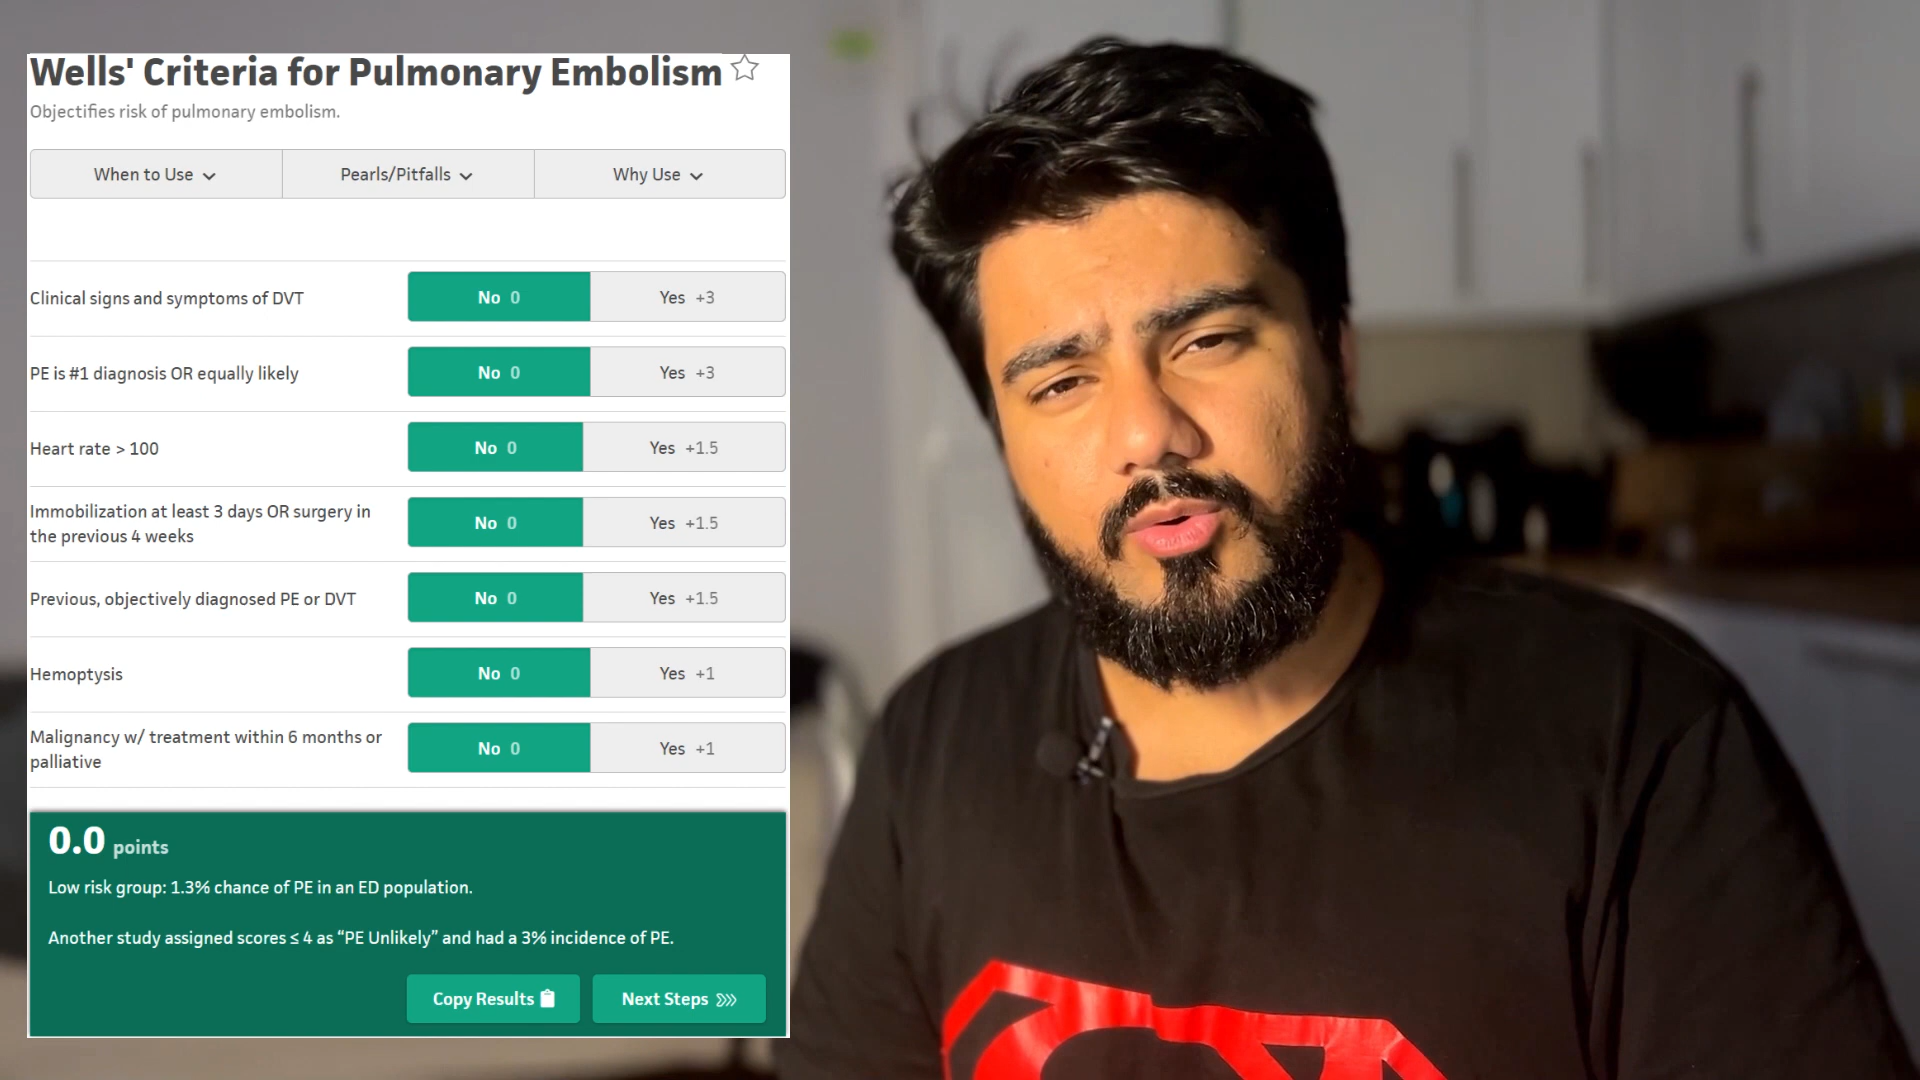 Wells' Criteria for Pulmonary Embolism
Objectifies risk of pulmonary embolism.
When to Use Pearls/Pitfalls Why Use
Clinical signs and symptoms of DVT No 0 Yes +3
PE is #1 diagnosis OR equally likely No 0 Yes +3
Heart rate > 100 No 0 Yes +1.5
Immobilization at least 3 days OR surgery in
the previous 4 weeks No 0 Yes +1.5
Previous, objectively diagnosed PE or DVT No 0 Yes +1.5
Hemoptysis No 0 Yes +1
Malignancy w/ treatment within 6 months or
palliative No 0 Yes +1
0.0 points
Low risk group: 1.3% chance of PE in an ED population.
Another study assigned scores ≤ 4 as “PE Unlikely” and had a 3% incidence of PE.
Copy Results Next Steps